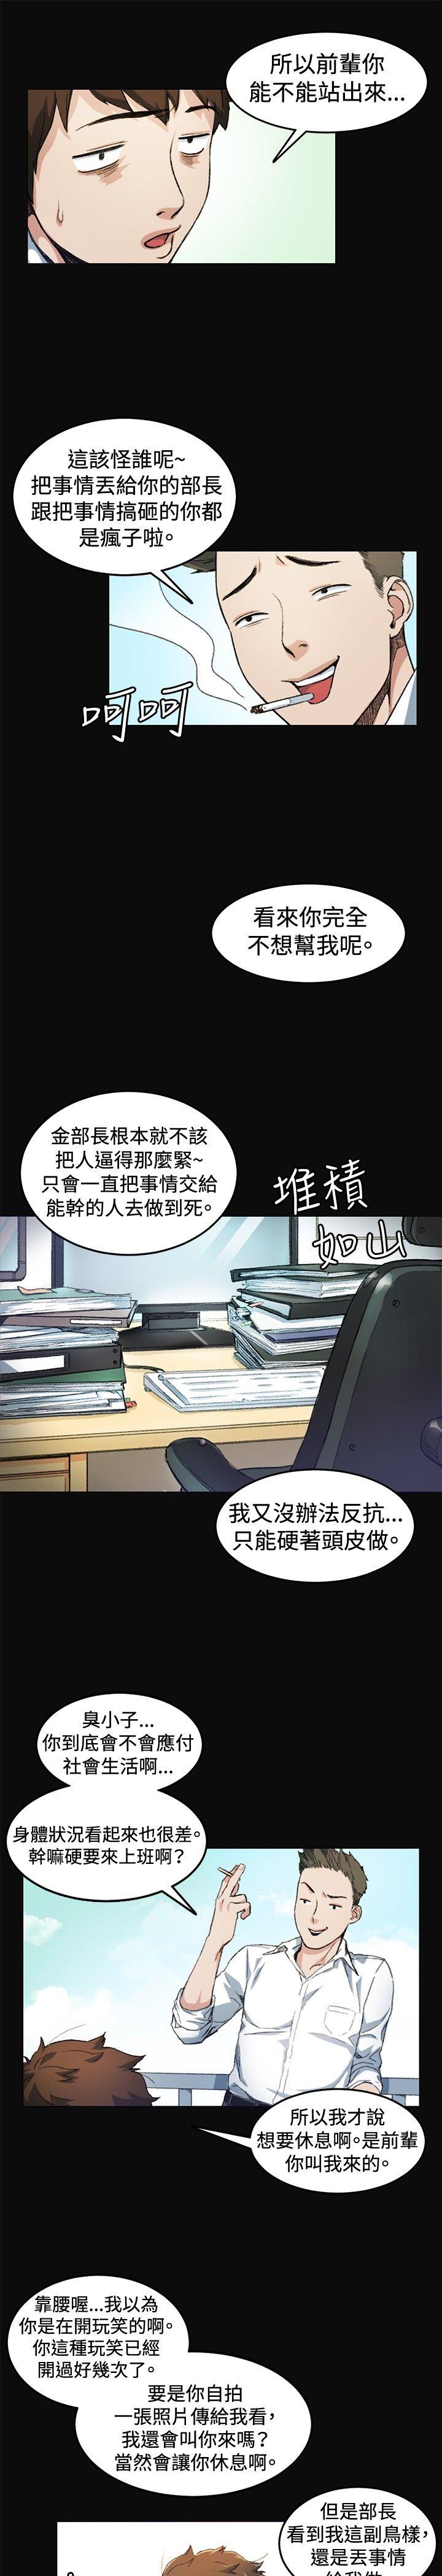 所以前輩你
能不能站出來...
這該怪誰呢~
把事情丟給你的部長
跟把事情搞砸的你都
是瘋子啦。
呵呵
看來你完全
不想幫我呢。
金部長根本就不該
把人逼得那麼緊~
只會一直把事情交給
能幹的人去做到死。
堆積
如山
我又沒辦法反抗...
只能硬著頭皮做。
臭小子...
你到底會不會應付
社會生活啊...
身體狀況看起來也很差。
幹嘛硬要來上班啊?
所以我才說
想要休息啊。是前輩
你叫我來的。
靠腰喔...我以為
你是在開玩笑的啊。
你這種玩笑已經
開過好幾次了。
要是你自拍
一張照片傳給我看,
我還會叫你來嗎?
當然會讓你休息啊。
但是部長
看到我這副鳥樣,
還是丟事情
給我做